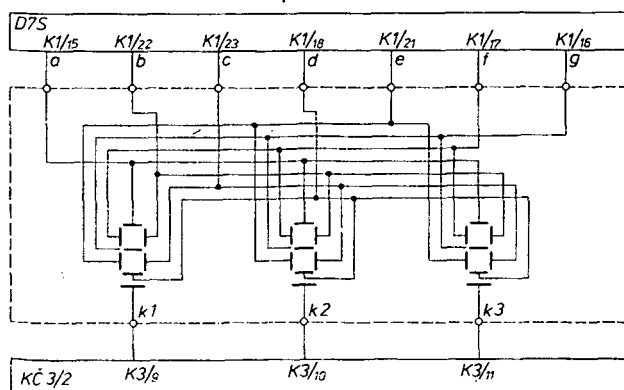 D7S
K1/15 K1/22 K1/23 K1/18 K1/21 K1/17 K1/16
a b c d e f g
k1 k2 k3
KČ 3/2 K3/9 K3/10 K3/11